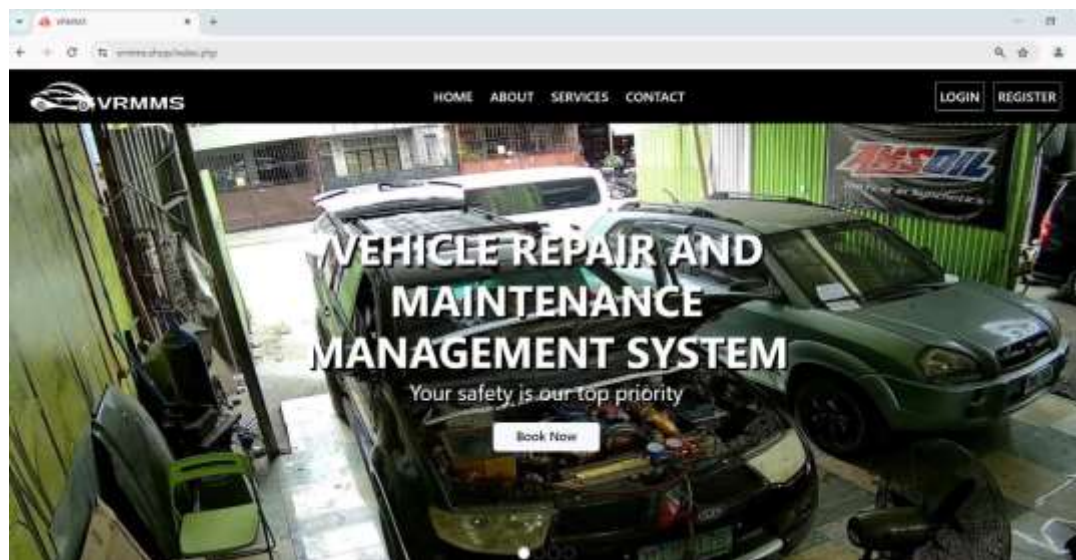 VRMMS
VRMMS
HOME ABOUT SERVICES CONTACT
LOGIN REGISTER
AMSOIL
VEHICLE REPAIR AND
MAINTENANCE
MANAGEMENT SYSTEM
Your safety is our top priority
Book Now